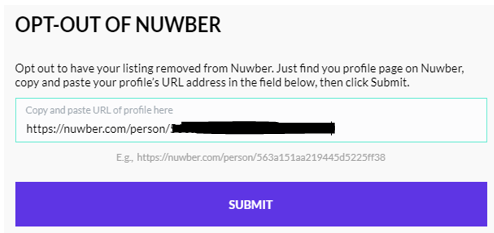 OPT-OUT OF NUWBER
Opt out to have your listing removed from Nuwber. Just find you profile page on Nuwber,
copy and paste your profile's URL address in the field below, then click Submit.
Copy and paste URL of profile here
https://nuwber.com/person/
E.g., https://nuwber.com/person/563a151aa219445d5225ff38
SUBMIT